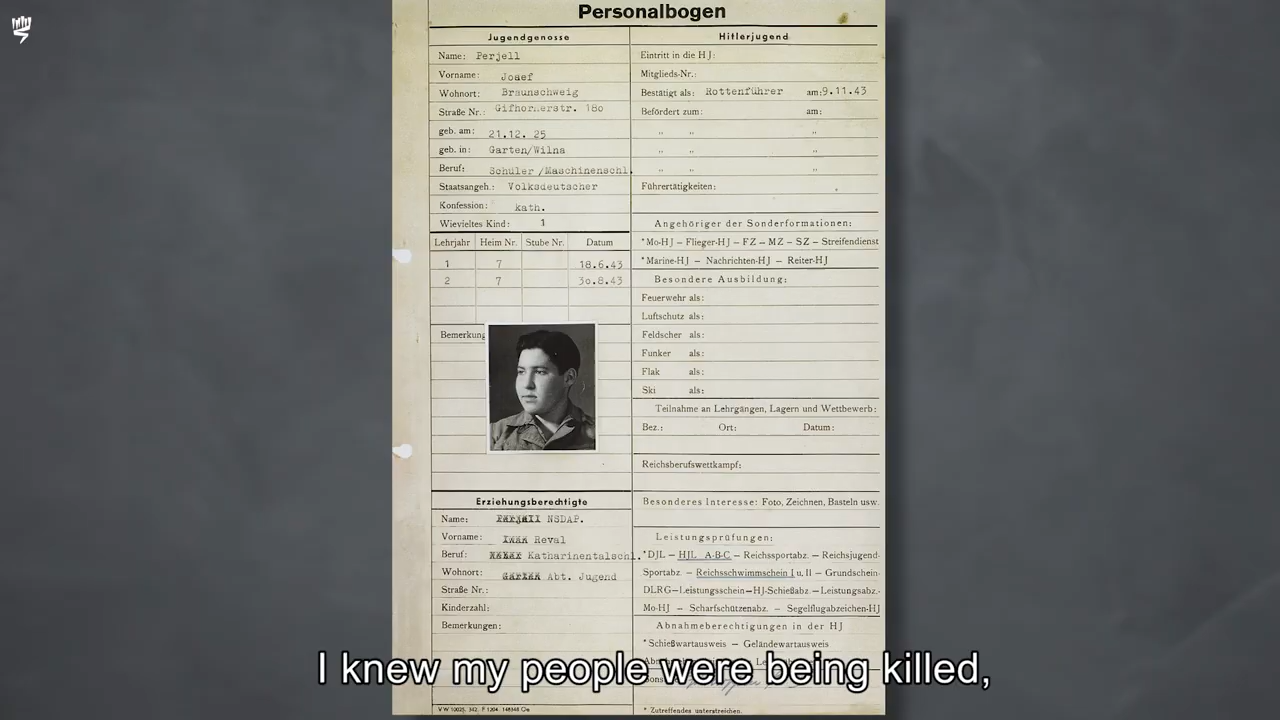 Personalbogen
Jugendgenosse
Name: Perjell
Vorname: Josef
Wohnort: Braunschweig
Straße Nr.: Gifhornerstr. 180
geb. am: 21.12. 25
geb. in: Garten/Wilna
Beruf: Schüler/Maschinenschl.
Staatsangeh.: Volksdeutscher
Konfession: kath.
Wievieltes Kind: 1
Lehrjahr Heim Nr. Stube Nr. Datum
1 7 18.6.43
2 7 30.8.43
Bemerkung
Erziehungsberechtigte
Name: NSDAP.
Vorname: Reval
Beruf: Katharinentalschl.
Wohnort: Abt. Jugend
Straße Nr.:
Kinderzahl:
Bemerkungen:
VW 10025. 342.
Hitlerjugend
Eintritt in die HJ:
Mitglieds-Nr.:
Bestätigt als: Rottenführer am: 9.11.43
Befördert zum: am:
" " "
" " "
" " "
Führertätigkeiten:
Angehöriger der Sonderformationen:
*Mo-HJ – Flieger-HJ – FZ – MZ – SZ – Streifendienst
*Marine-HJ – Nachrichten-HJ – Reiter-HJ
Besondere Ausbildung:
Feuerwehr als:
Luftschutz als:
Feldscher als:
Funker als:
Flak als:
Ski als:
Teilnahme an Lehrgängen, Lagern und Wettbewerb:
Bez.: Ort: Datum:
Reichsberufswettkampf:
Besonderes Interesse: Foto, Zeichnen, Basteln usw.
Leistungsprüfungen:
*DJL – HJL A-B-C – Reichssportabz. – Reichsjugend-
Sportabz. – Reichsschwimmschein I u. II – Grundschein-
DLRG–Leistungsschein–HJ-Schießabz.–Leistungsabz.-
Mo-HJ – Scharfschützenabz. – Segelflugabzeichen-HJ
Abnahmeberechtigungen in der HJ
*Schießwartausweis – Geländewartausweis
* Zutreffendes unterstreichen.
I knew my people were being killed,